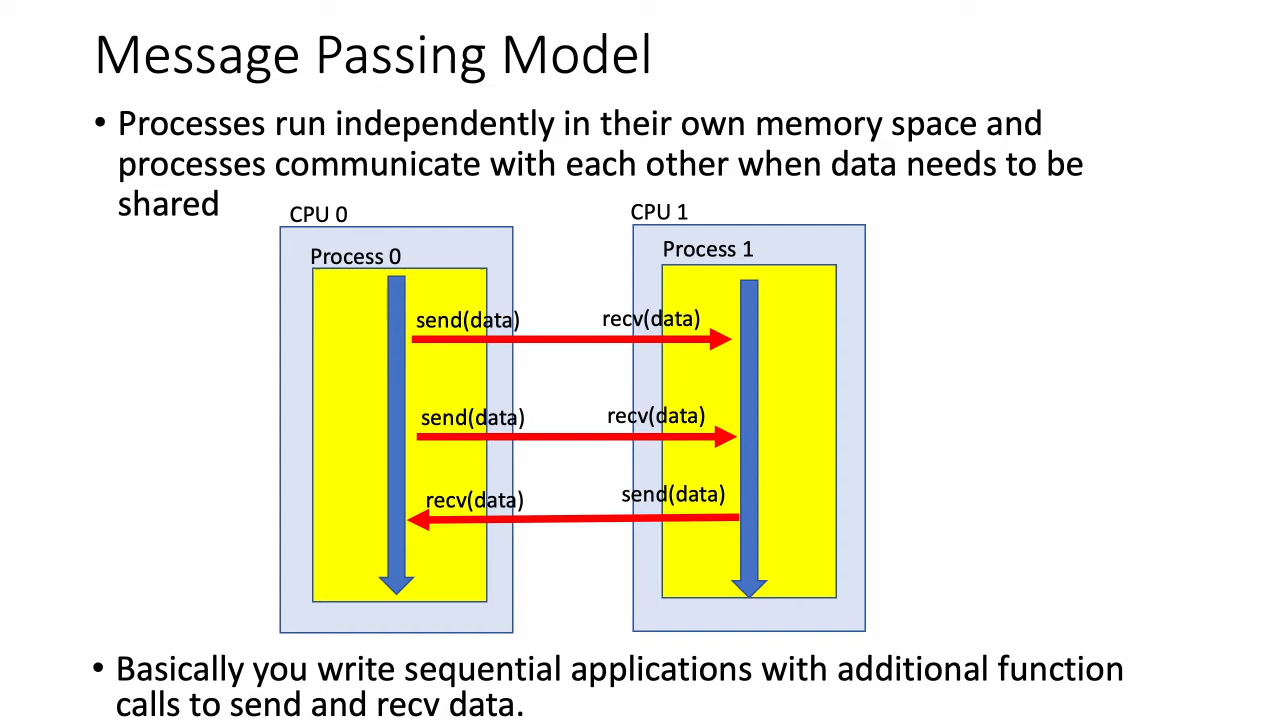 Message Passing Model
• Processes run independently in their own memory space and
processes communicate with each other when data needs to be
shared
CPU 0
CPU 1
Process 0
Process 1
send(data)
recv(data)
send(data)
recv(data)
recv(data)
send(data)
• Basically you write sequential applications with additional function
calls to send and recv data.